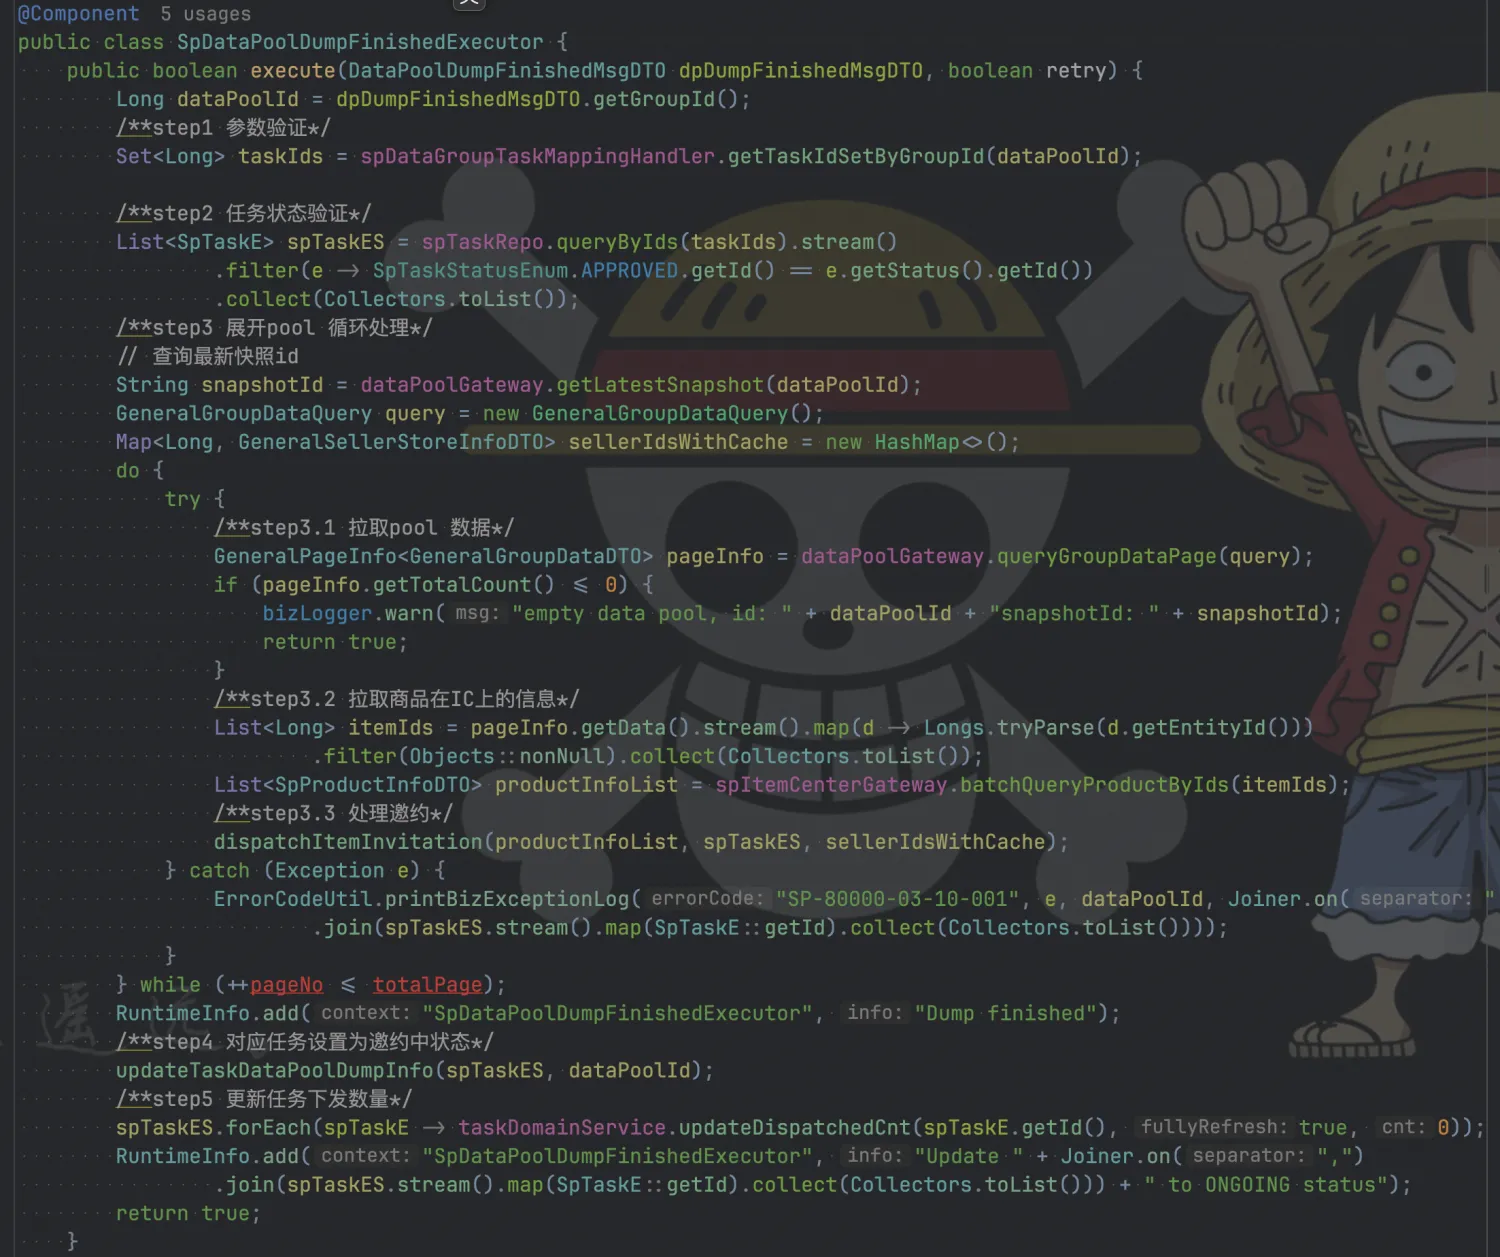 @Component  5 usages
public class SpDataPoolDumpFinishedExecutor {
    public boolean execute(DataPoolDumpFinishedMsgDTO dpDumpFinishedMsgDTO, boolean retry) {
        Long dataPoolId = dpDumpFinishedMsgDTO.getGroupId();
        /**step1 参数验证*/
        Set<Long> taskIds = spDataGroupTaskMappingHandler.getTaskIdSetByGroupId(dataPoolId);

        /**step2 任务状态验证*/
        List<SpTaskE> spTaskES = spTaskRepo.queryByIds(taskIds).stream()
                .filter(e -> SpTaskStatusEnum.APPROVED.getId() == e.getStatus().getId())
                .collect(Collectors.toList());
        /**step3 展开pool 循环处理*/
        // 查询最新快照id
        String snapshotId = dataPoolGateway.getLatestSnapshot(dataPoolId);
        GeneralGroupDataQuery query = new GeneralGroupDataQuery();
        Map<Long, GeneralSellerStoreInfoDTO> sellerIdsWithCache = new HashMap<>();
        do {
            try {
                /**step3.1 拉取pool 数据*/
                GeneralPageInfo<GeneralGroupDataDTO> pageInfo = dataPoolGateway.queryGroupDataPage(query);
                if (pageInfo.getTotalCount() <= 0) {
                    bizLogger.warn( msg: "empty data pool, id: " + dataPoolId + "snapshotId: " + snapshotId);
                    return true;
                }
                /**step3.2 拉取商品在IC上的信息*/
                List<Long> itemIds = pageInfo.getData().stream().map(d -> Longs.tryParse(d.getEntityId()))
                        .filter(Objects::nonNull).collect(Collectors.toList());
                List<SpProductInfoDTO> productInfoList = spItemCenterGateway.batchQueryProductByIds(itemIds);
                /**step3.3 处理邀约*/
                dispatchItemInvitation(productInfoList, spTaskES, sellerIdsWithCache);
            } catch (Exception e) {
                ErrorCodeUtil.printBizExceptionLog( errorCode: "SP-80000-03-10-001", e, dataPoolId, Joiner.on( separator: "
                        .join(spTaskES.stream().map(SpTaskE::getId).collect(Collectors.toList())));
            }
        } while (++pageNo <= totalPage);
        RuntimeInfo.add( context: "SpDataPoolDumpFinishedExecutor", info: "Dump finished");
        /**step4 对应任务设置为邀约中状态*/
        updateTaskDataPoolDumpInfo(spTaskES, dataPoolId);
        /**step5 更新任务下发数量*/
        spTaskES.forEach(spTaskE -> taskDomainService.updateDispatchedCnt(spTaskE.getId(), fullyRefresh: true, cnt: 0));
        RuntimeInfo.add( context: "SpDataPoolDumpFinishedExecutor", info: "Update " + Joiner.on( separator: ",")
                .join(spTaskES.stream().map(SpTaskE::getId).collect(Collectors.toList())) + " to ONGOING status");
        return true;
    }